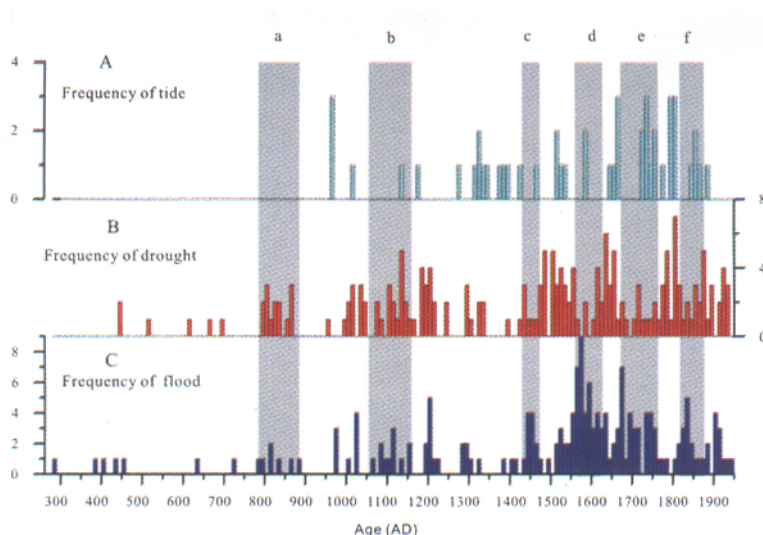 a b c d e f
4 A
Frequency of tide
2
0 8
B
Frequency of drought 4
8 C 0
Frequency of flood
6
4
2
0
300 400 500 600 700 800 900 1000 1100 1200 1300 1400 1500 1600 1700 1800 1900
Age (AD)